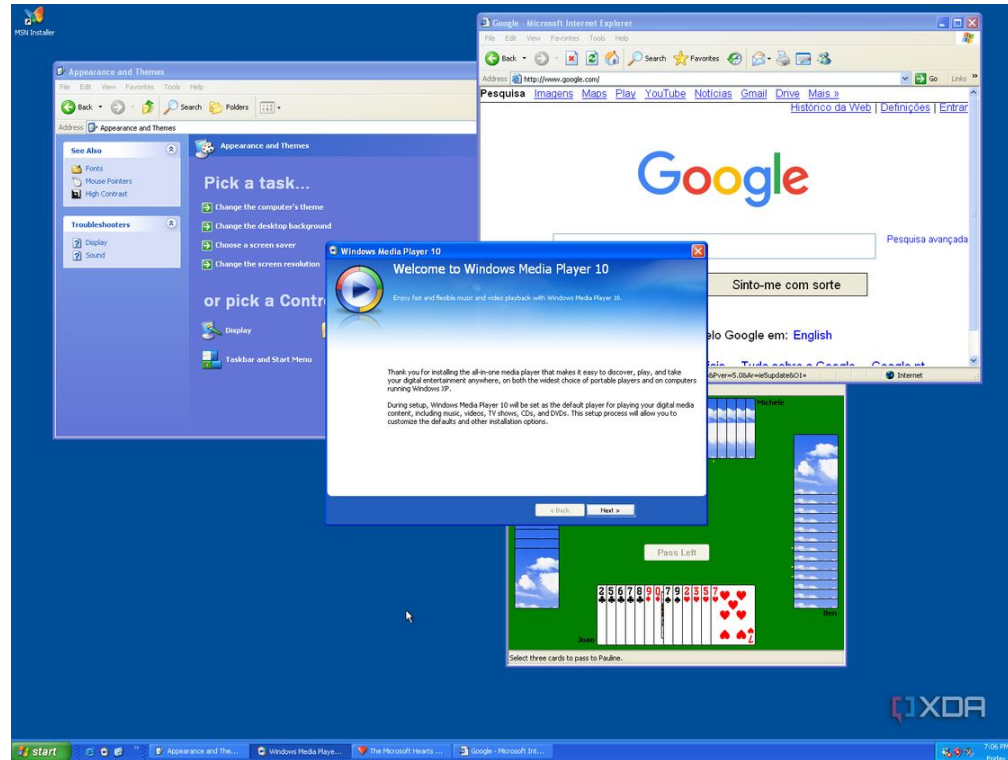 MSN Installer
Appearance and Themes
File Edit View Favorites Tools Help
Back
Search
Folders
Address
Appearance and Themes
See Also
Fonts
Mouse Pointers
High Contrast
Troubleshooters
Display
Sound
Appearance and Themes
Pick a task...
Change the computer's theme
Change the desktop background
Choose a screen saver
Change the screen resolution
or pick a Contr
Display
Taskbar and Start Menu
Google - Microsoft Internet Explorer
File Edit View Favorites Tools Help
Back
Search
Favorites
Address
http://www.google.com/
Go
Links
Pesquisa Imagens Maps Play YouTube Notícias Gmail Drive Mais »
Histórico da Web | Definições | Entrar
Google
Pesquisa avançada
Sinto-me com sorte
elo Google em: English
Internet
Windows Media Player 10
Welcome to Windows Media Player 10
Enjoy fast and flexible music and video playback with Windows Media Player 10.
Thank you for installing the all-in-one media player that makes it easy to discover, play, and take
your digital entertainment anywhere, on both the widest choice of portable players and on computers
running Windows XP.
During setup, Windows Media Player 10 will be set as the default player for playing your digital media
content, including music, videos, TV shows, CDs, and DVDs. This setup process will allow you to
customize the defaults and other installation options.
< Back
Next >
Michele
Pass Left
Ben
Joao
Select three cards to pass to Pauline.
XDA
start
Appearance and The...
Windows Media Playe...
The Microsoft Hearts ...
Google - Microsoft Int...
7:06 PM
Friday